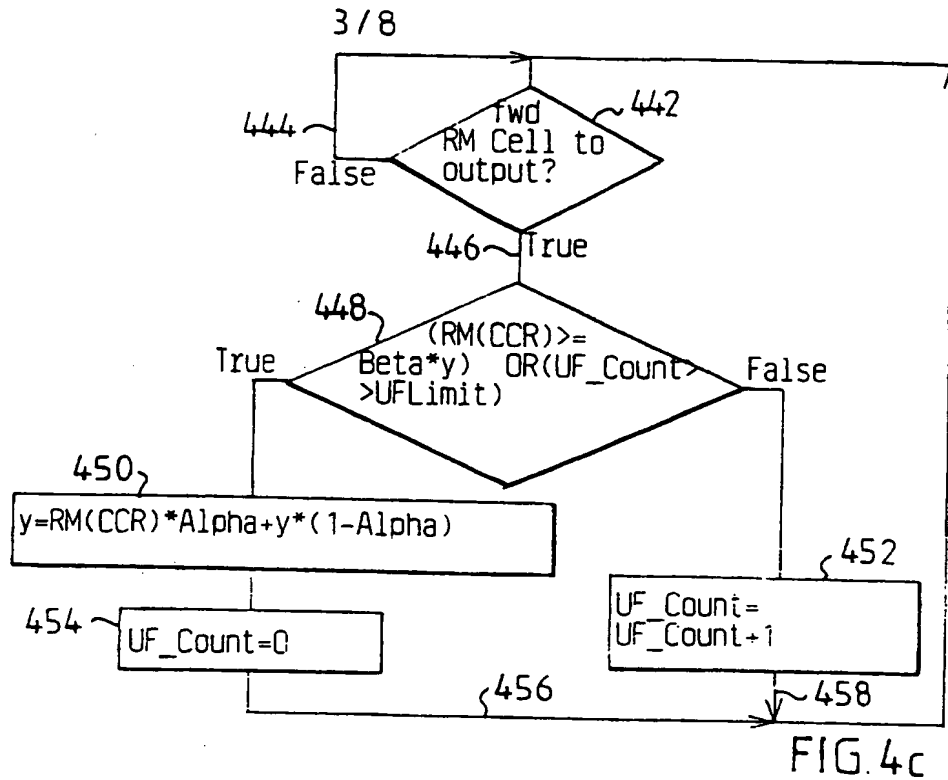 3/8
444
442
fwd
RM Cell to
output?
False
446
True
448
(RM(CCR)>=
Beta*y) OR(UF_Count>
>UFLimit)
True
False
450
y=RM(CCR)*Alpha+y*(1-Alpha)
452
UF_Count=
UF_Count+1
454
UF_Count=0
456
458
FIG. 4c